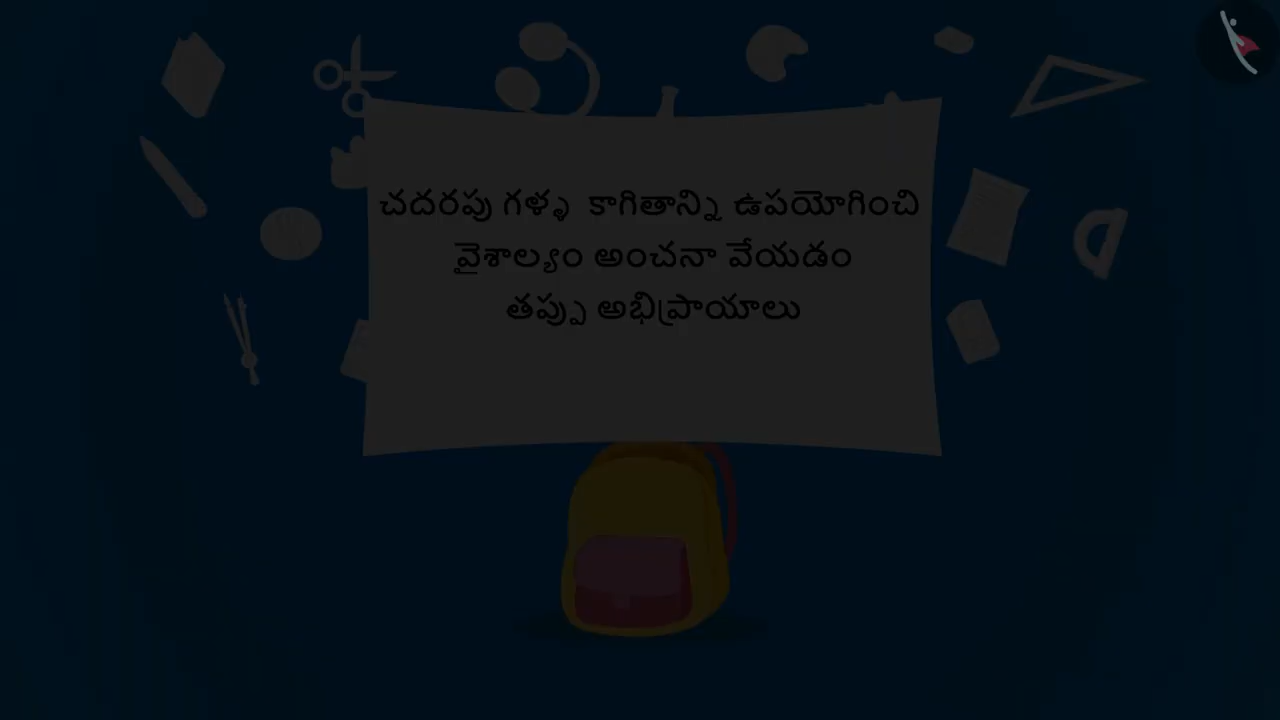 చదరపు గళ్ళ కాగితాన్ని ఉపయోగించి
వైశాల్యం అంచనా వేయడం
తప్పు అభిప్రాయాలు